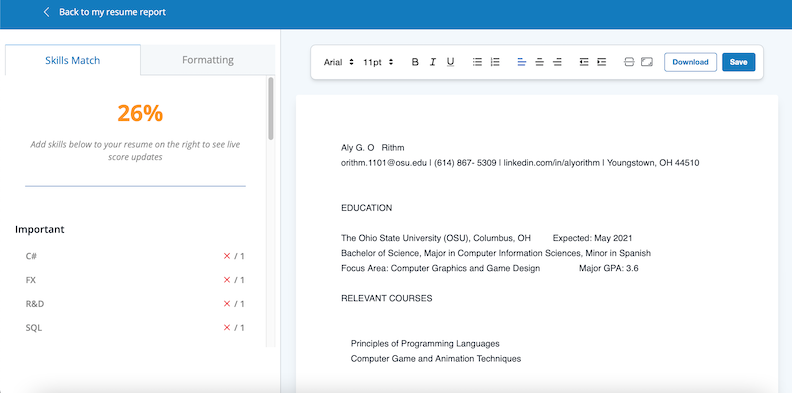 Back to my resume report
Skills Match
Formatting
26%
Add skills below to your resume on the right to see live
score updates
Important
C# × / 1
FX × / 1
R&D × / 1
SQL × / 1
Arial 11pt B I U Download Save
Aly G. O Rithm
orithm.1101@osu.edu | (614) 867- 5309 | linkedin.com/in/alyorithm | Youngstown, OH 44510
EDUCATION
The Ohio State University (OSU), Columbus, OH Expected: May 2021
Bachelor of Science, Major in Computer Information Sciences, Minor in Spanish
Focus Area: Computer Graphics and Game Design Major GPA: 3.6
RELEVANT COURSES
Principles of Programming Languages
Computer Game and Animation Techniques